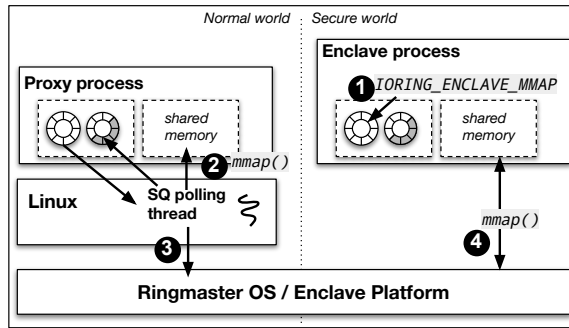 Normal world
Secure world
Proxy process
shared
memory
2
mmap()
Linux
SQ polling
thread
3
Enclave process
1
IORING_ENCLAVE_MMAP
shared
memory
mmap()
4
Ringmaster OS / Enclave Platform